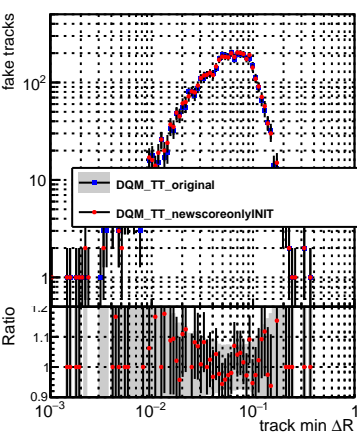 fake tracks
10²
10
1
DQM_TT_original
DQM_TT_newscoreonlyINIT
Ratio
1.2
1.1
1
0.9
10⁻³ 10⁻² 10⁻¹ 1
track min ΔR